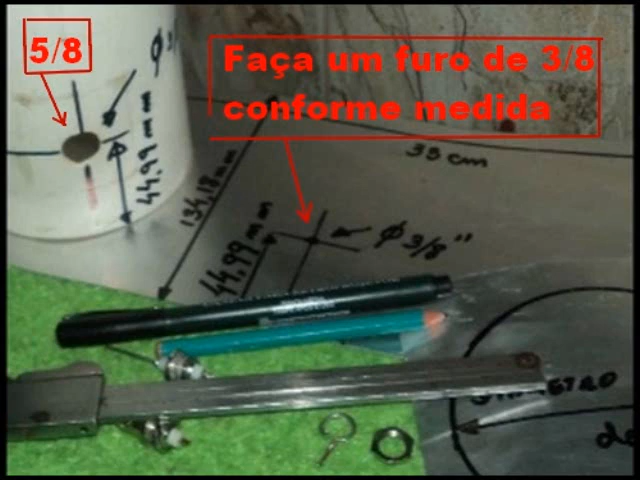 5/8
Faça um furo de 3/8
conforme medida
44.99 mm
134,18 mm
35 cm
44.99 mm
Ø 3/8"
DIAMETRO